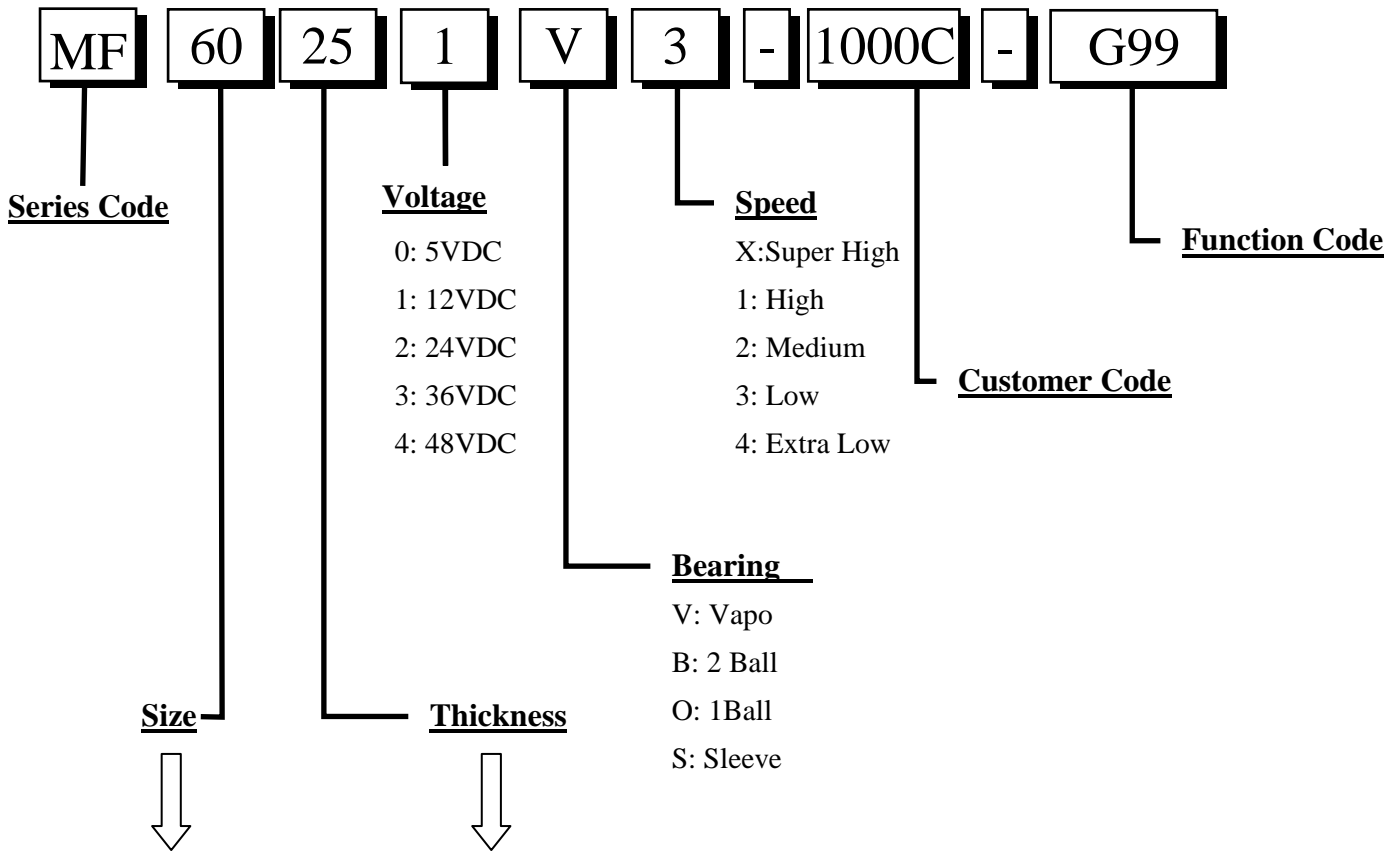 MF 60 25 1 V 3 - 1000C - G99
Series Code
Voltage
0: 5VDC
1: 12VDC
2: 24VDC
3: 36VDC
4: 48VDC
Speed
X:Super High
1: High
2: Medium
3: Low
4: Extra Low
Function Code
Customer Code
Bearing
V: Vapo
B: 2 Ball
O: 1Ball
S: Sleeve
Size
Thickness